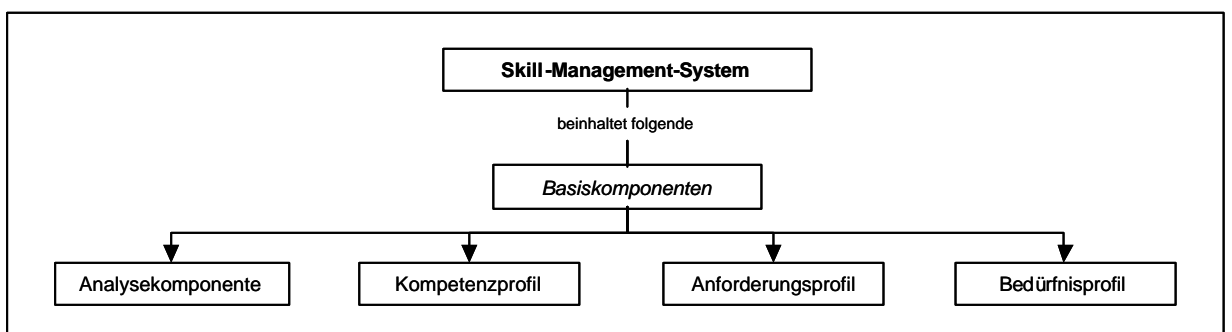 Skill-Management-System
beinhaltet folgende
Basiskomponenten
Analysekomponente
Kompetenzprofil
Anforderungsprofil
Bedürfnisprofil